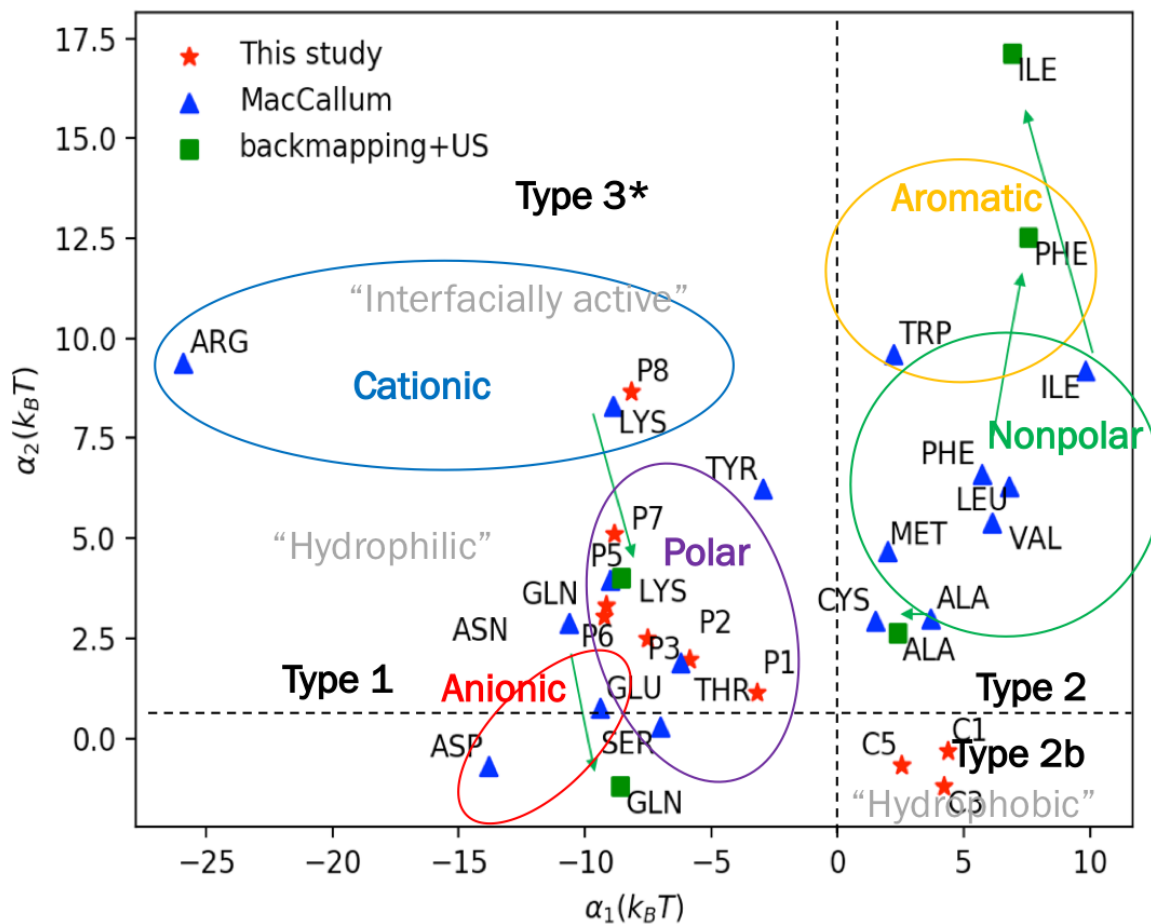 17.5
15.0
12.5
10.0
7.5
5.0
2.5
0.0
α₂(k_BT)
This study
MacCallum
backmapping+US
ILE
Type 3*
Aromatic
PHE
"Interfacially active"
ARG
TRP
Cationic
P8
ILE
LYS
Nonpolar
PHE
TYR
LEU
P7
VAL
"Hydrophilic"
MET
P5
Polar
GLN
LYS
CYS
ALA
ASN
P6
P3
P2
ALA
P1
Type 1
Anionic
GLU
THR
Type 2
ASP
SER
C5
C1
Type 2b
GLN
C3
"Hydrophobic"
−25
−20
−15
−10
−5
0
5
10
α₁(k_BT)